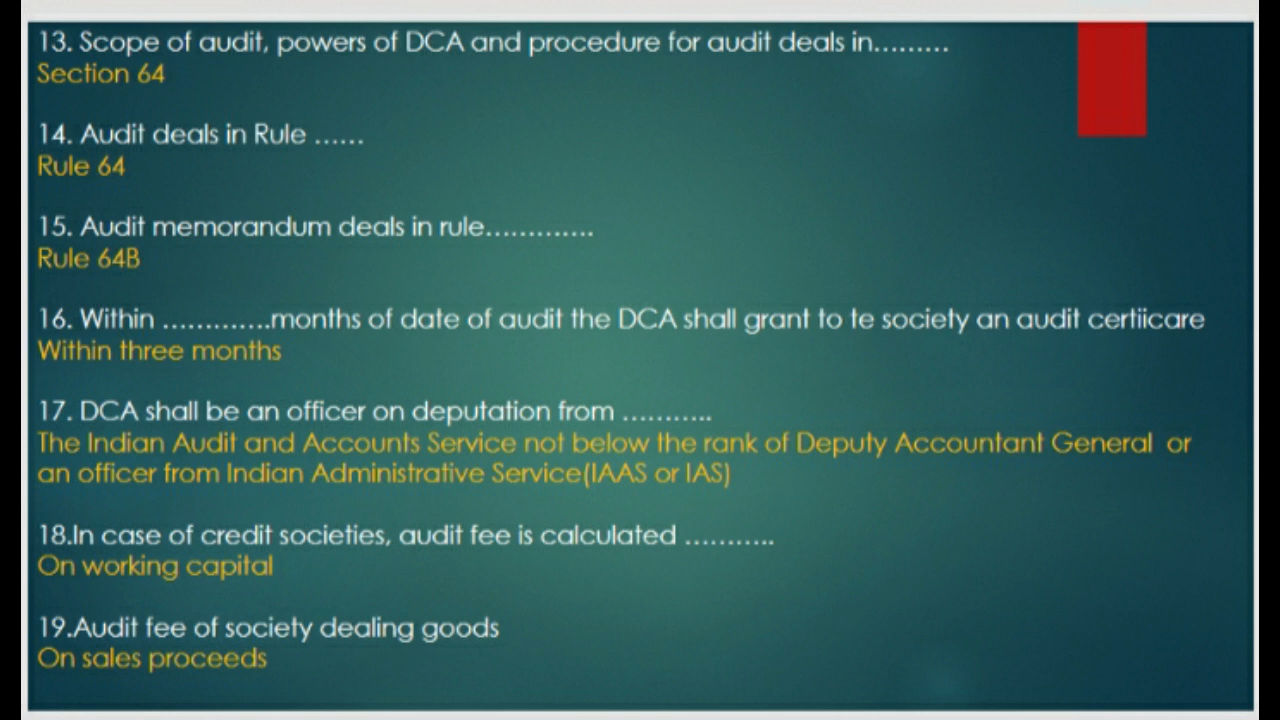 13. Scope of audit, powers of DCA and procedure for audit deals in.........
Section 64
14. Audit deals in Rule ......
Rule 64
15. Audit memorandum deals in rule.............
Rule 64B
16. Within .............months of date of audit the DCA shall grant to te society an audit certiicare
Within three months
17. DCA shall be an officer on deputation from ...........
The Indian Audit and Accounts Service not below the rank of Deputy Accountant General or
an officer from Indian Administrative Service(IAAS or IAS)
18.In case of credit societies, audit fee is calculated ...........
On working capital
19.Audit fee of society dealing goods
On sales proceeds